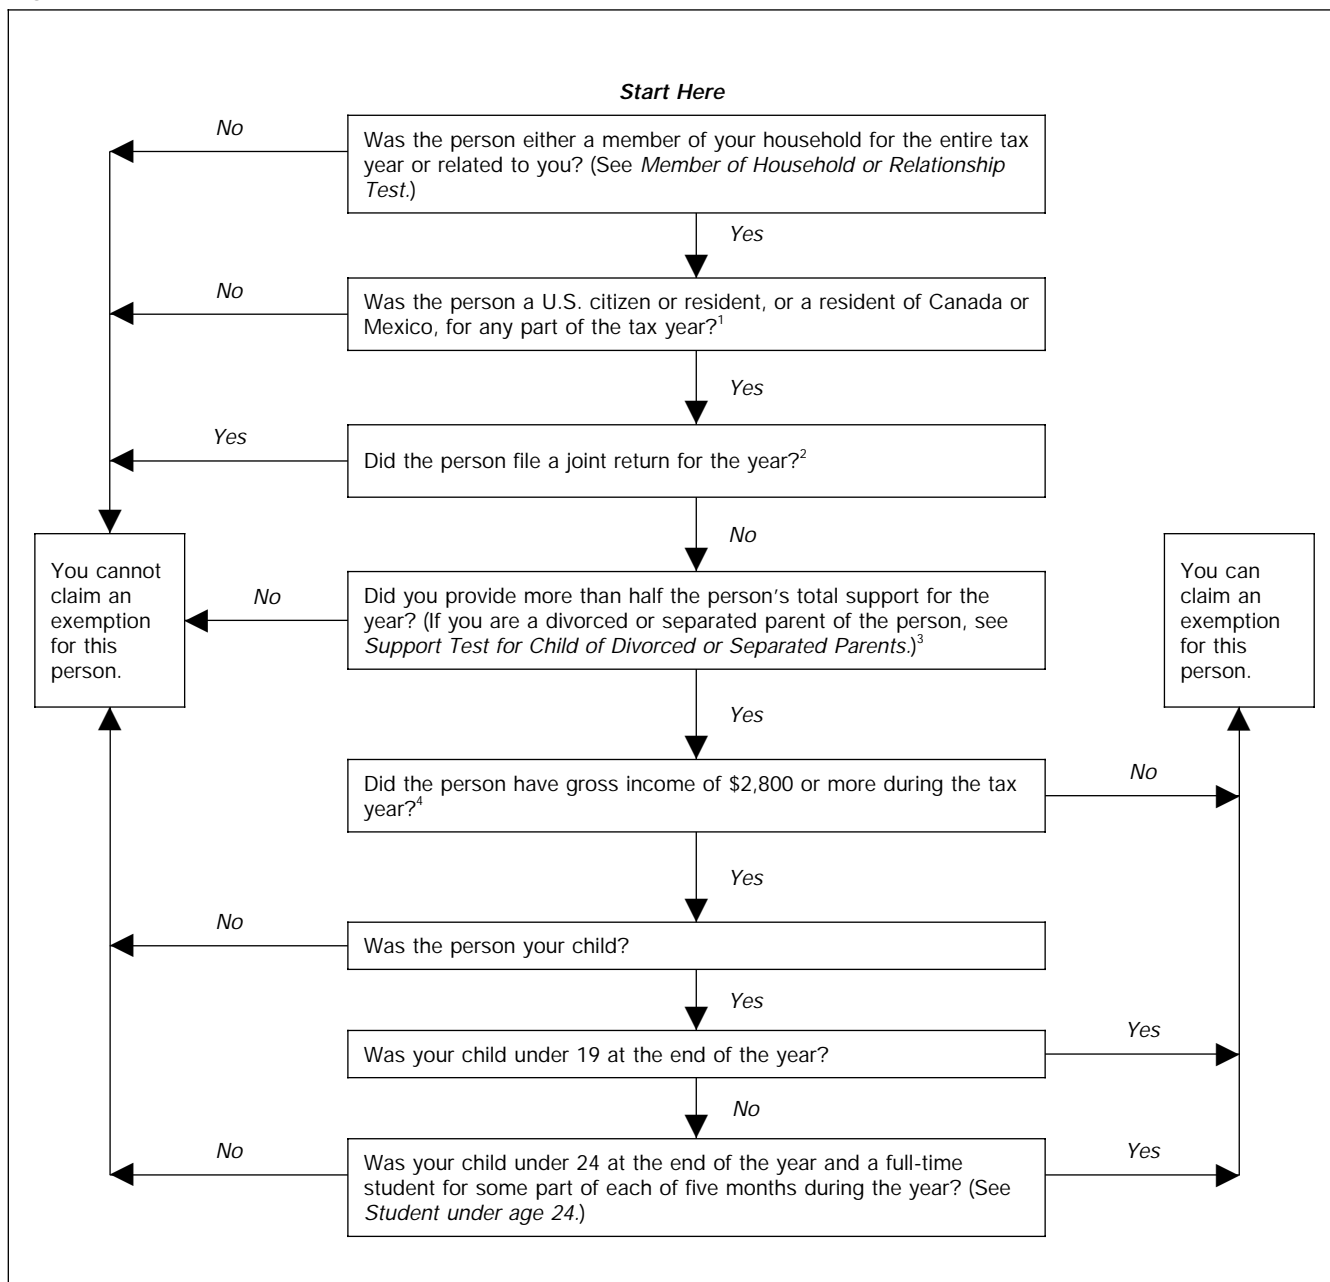 Start Here
No
Was the person either a member of your household for the entire tax
year or related to you? (See Member of Household or Relationship
Test.)
Yes
No
Was the person a U.S. citizen or resident, or a resident of Canada or
Mexico, for any part of the tax year?1
Yes
Yes
Did the person file a joint return for the year?2
No
You cannot
claim an
exemption
for this
person.
No
Did you provide more than half the person's total support for the
year? (If you are a divorced or separated parent of the person, see
Support Test for Child of Divorced or Separated Parents.)3
You can
claim an
exemption
for this
person.
Yes
Did the person have gross income of $2,800 or more during the tax
year?4
No
Yes
No
Was the person your child?
Yes
Was your child under 19 at the end of the year?
Yes
No
No
Was your child under 24 at the end of the year and a full-time
student for some part of each of five months during the year? (See
Student under age 24.)
Yes